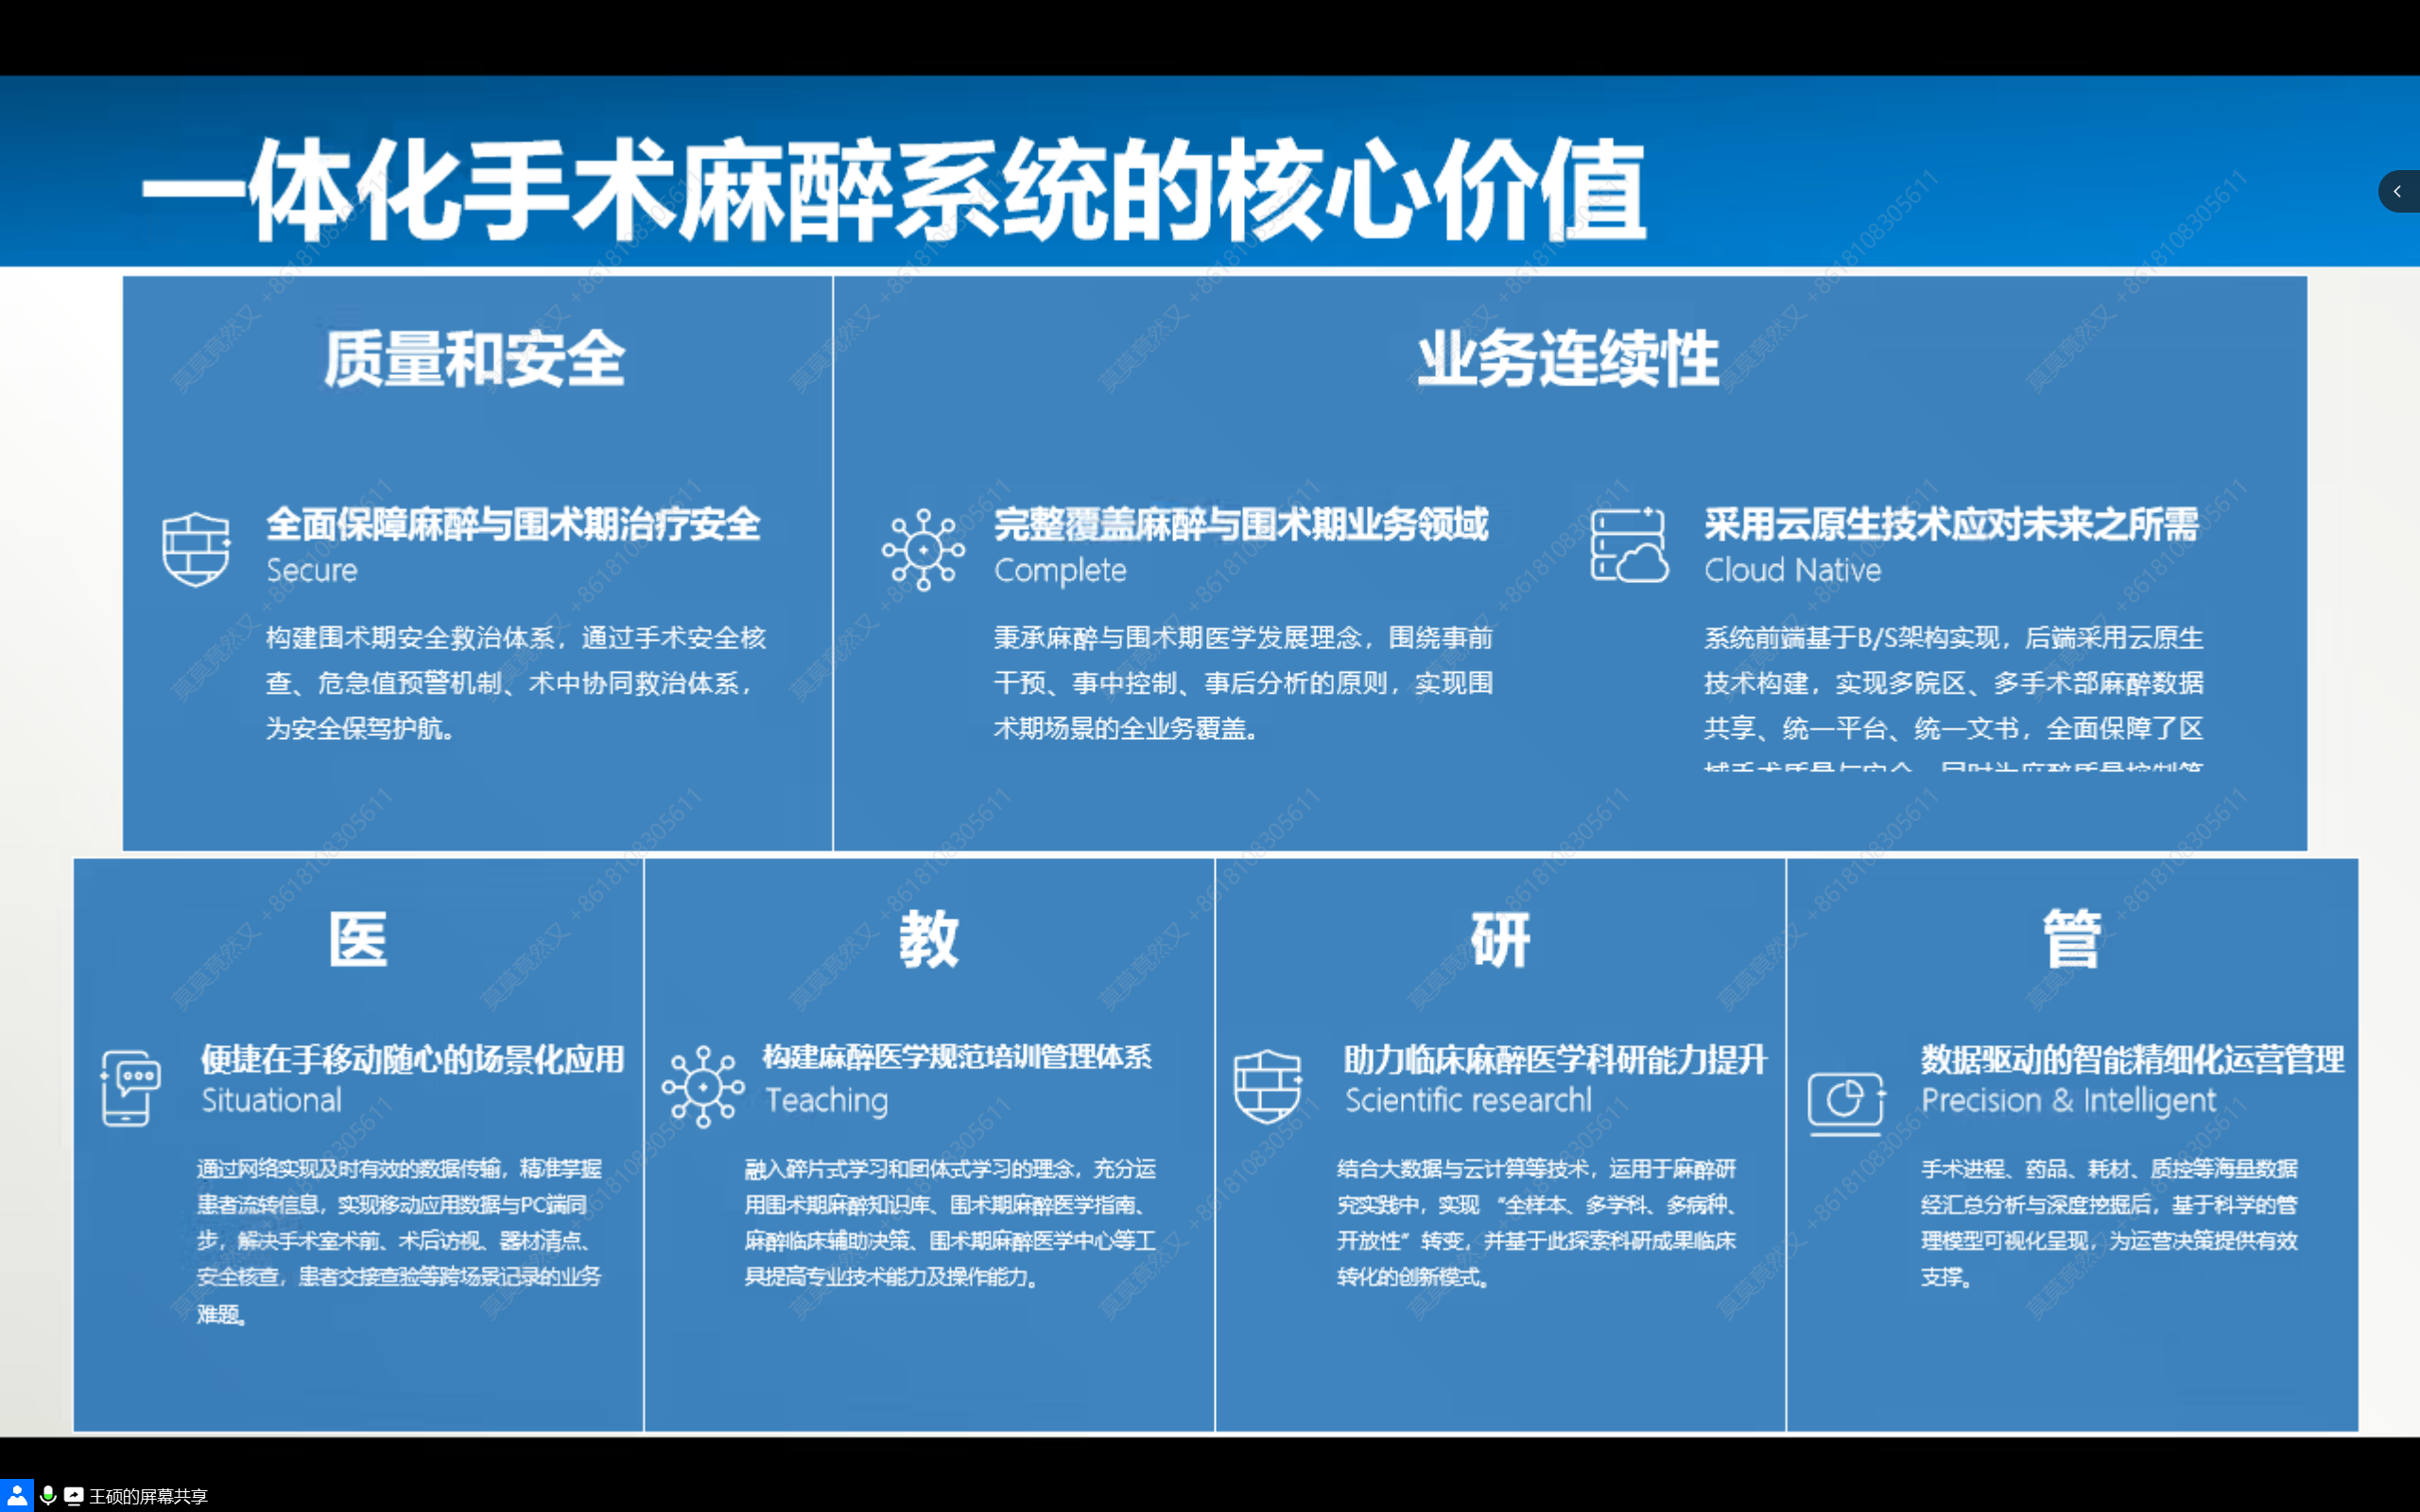 一体化手术麻醉系统的核心价值
质量和安全
业务连续性
全面保障麻醉与围术期治疗安全
Secure
构建围术期安全救治体系，通过手术安全核
查、危急值预警机制、术中协同救治体系，
为安全保驾护航。
完整覆盖麻醉与围术期业务领域
Complete
秉承麻醉与围术期医学发展理念，围绕事前
干预、事中控制、事后分析的原则，实现围
术期场景的全业务覆盖。
采用云原生技术应对未来之所需
Cloud Native
系统前端基于B/S架构实现，后端采用云原生
技术构建，实现多院区、多手术部麻醉数据
共享、统一平台、统一文书，全面保障了区
医
便捷在手移动随心的场景化应用
Situational
通过网络实现及时有效的数据传输，精准掌握
患者流转信息，实现移动应用数据与PC端同
步，解决手术室术前、术后访视、器材清点、
安全核查，患者交接查验等跨场景记录的业务
难题。
教
构建麻醉医学规范培训管理体系
Teaching
融入碎片式学习和团体式学习的理念，充分运
用围术期麻醉知识库、围术期麻醉医学指南、
麻醉临床辅助决策、围术期麻醉医学中心等工
具提高专业技术能力及操作能力。
研
助力临床麻醉医学科研能力提升
Scientific researchl
结合大数据与云计算等技术，运用于麻醉研
究实践中，实现 “全样本、多学科、多病种、
开放性” 转变，并基于此探索科研成果临床
转化的创新模式。
管
数据驱动的智能精细化运营管理
Precision & Intelligent
手术进程、药品、耗材、质控等海量数据
经汇总分析与深度挖掘后，基于科学的管
理模型可视化呈现，为运营决策提供有效
支撑。
莫莫竟然又 +8618108305611
王硕的屏幕共享